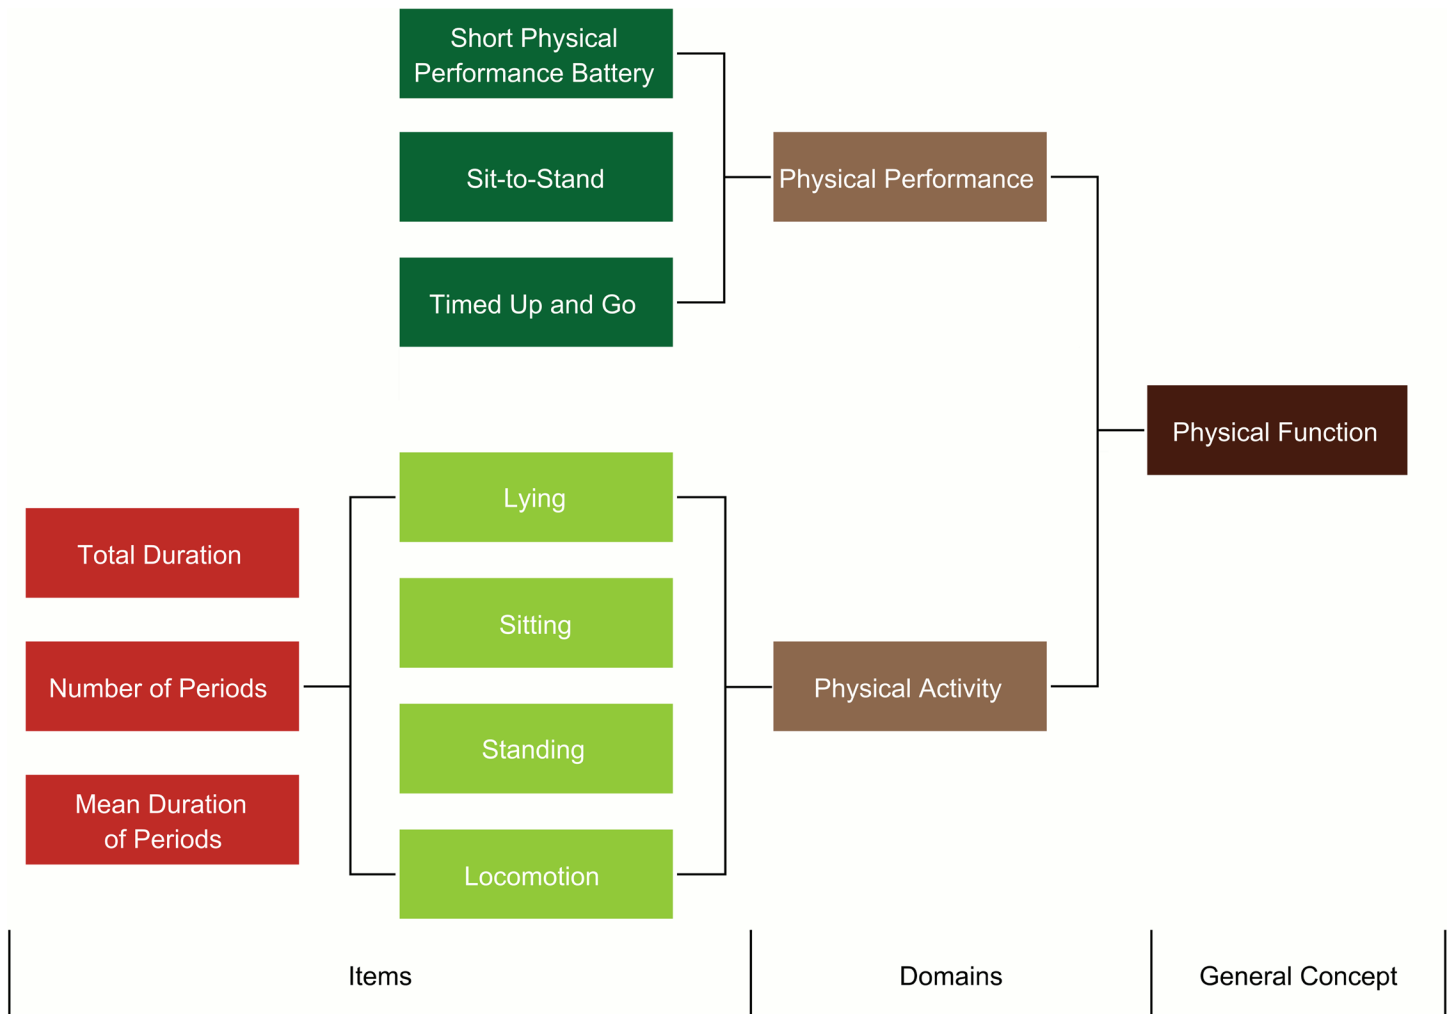 Short Physical
Performance Battery
Sit-to-Stand
Physical Performance
Timed Up and Go
Physical Function
Lying
Total Duration
Sitting
Number of Periods
Physical Activity
Standing
Mean Duration
of Periods
Locomotion
Items
Domains
General Concept